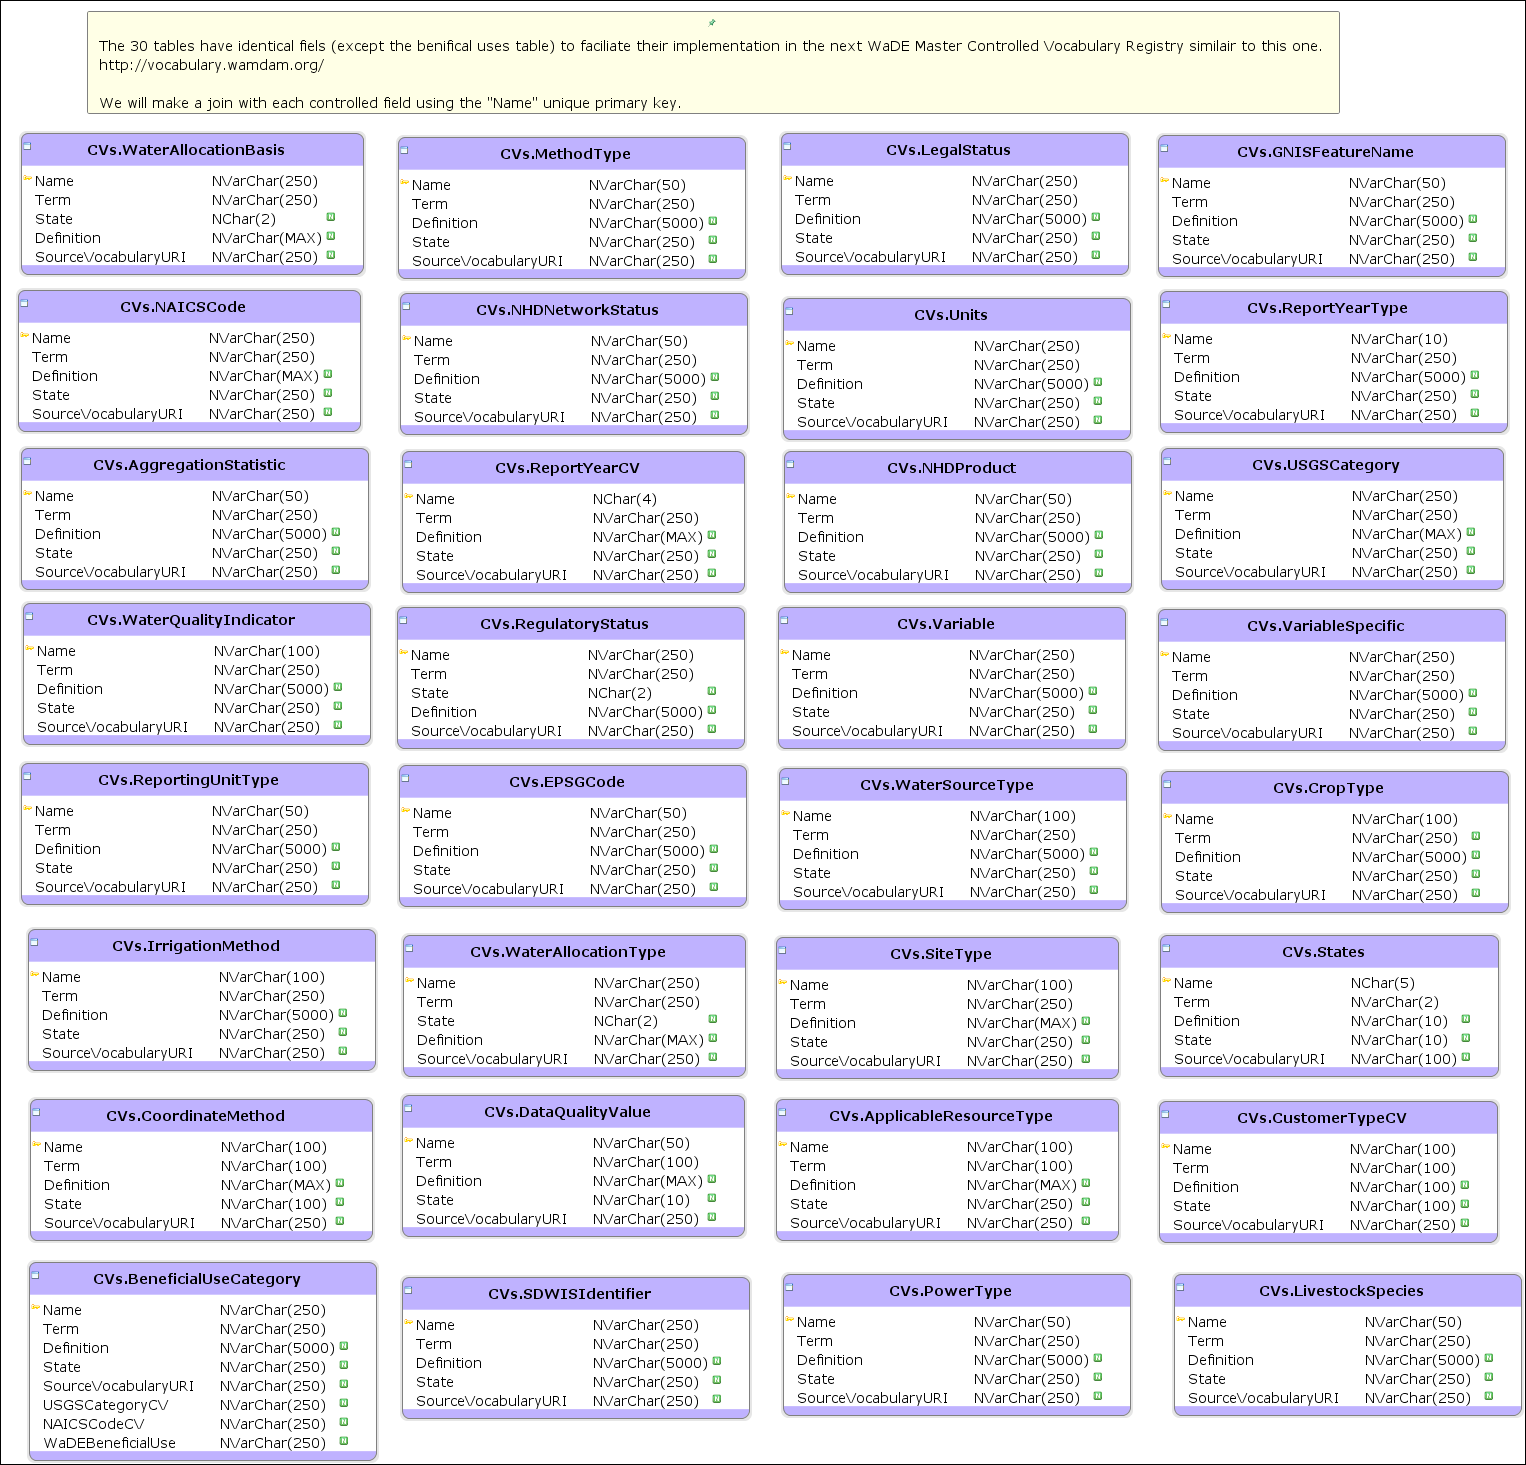 The 30 tables have identical fiels (except the benifical uses table) to faciliate their implementation in the next WaDE Master Controlled Vocabulary Registry similair to this one.
http://vocabulary.wamdam.org/
We will make a join with each controlled field using the "Name" unique primary key.
CVs.WaterAllocationBasis
Name NVarChar(250)
Term NVarChar(250)
State NChar(2) N
Definition NVarChar(MAX) N
SourceVocabularyURI NVarChar(250) N
CVs.MethodType
Name NVarChar(50)
Term NVarChar(250)
Definition NVarChar(5000) N
State NVarChar(250) N
SourceVocabularyURI NVarChar(250) N
CVs.LegalStatus
Name NVarChar(250)
Term NVarChar(250)
Definition NVarChar(5000) N
State NVarChar(250) N
SourceVocabularyURI NVarChar(250) N
CVs.GNISFeatureName
Name NVarChar(50)
Term NVarChar(250)
Definition NVarChar(5000) N
State NVarChar(250) N
SourceVocabularyURI NVarChar(250) N
CVs.NAICSCode
Name NVarChar(250)
Term NVarChar(250)
Definition NVarChar(MAX) N
State NVarChar(250) N
SourceVocabularyURI NVarChar(250) N
CVs.NHDNetworkStatus
Name NVarChar(50)
Term NVarChar(250)
Definition NVarChar(5000) N
State NVarChar(250) N
SourceVocabularyURI NVarChar(250) N
CVs.Units
Name NVarChar(250)
Term NVarChar(250)
Definition NVarChar(5000) N
State NVarChar(250) N
SourceVocabularyURI NVarChar(250) N
CVs.ReportYearType
Name NVarChar(10)
Term NVarChar(250)
Definition NVarChar(5000) N
State NVarChar(250) N
SourceVocabularyURI NVarChar(250) N
CVs.AggregationStatistic
Name NVarChar(50)
Term NVarChar(250)
Definition NVarChar(5000) N
State NVarChar(250) N
SourceVocabularyURI NVarChar(250) N
CVs.ReportYearCV
Name NChar(4)
Term NVarChar(250)
Definition NVarChar(MAX) N
State NVarChar(250) N
SourceVocabularyURI NVarChar(250) N
CVs.NHDProduct
Name NVarChar(50)
Term NVarChar(250)
Definition NVarChar(5000) N
State NVarChar(250) N
SourceVocabularyURI NVarChar(250) N
CVs.USGSCategory
Name NVarChar(250)
Term NVarChar(250)
Definition NVarChar(MAX) N
State NVarChar(250) N
SourceVocabularyURI NVarChar(250) N
CVs.WaterQualityIndicator
Name NVarChar(100)
Term NVarChar(250)
Definition NVarChar(5000) N
State NVarChar(250) N
SourceVocabularyURI NVarChar(250) N
CVs.RegulatoryStatus
Name NVarChar(250)
Term NVarChar(250)
State NChar(2) N
Definition NVarChar(5000) N
SourceVocabularyURI NVarChar(250) N
CVs.Variable
Name NVarChar(250)
Term NVarChar(250)
Definition NVarChar(5000) N
State NVarChar(250) N
SourceVocabularyURI NVarChar(250) N
CVs.VariableSpecific
Name NVarChar(250)
Term NVarChar(250)
Definition NVarChar(5000) N
State NVarChar(250) N
SourceVocabularyURI NVarChar(250) N
CVs.ReportingUnitType
Name NVarChar(50)
Term NVarChar(250)
Definition NVarChar(5000) N
State NVarChar(250) N
SourceVocabularyURI NVarChar(250) N
CVs.EPSGCode
Name NVarChar(50)
Term NVarChar(250)
Definition NVarChar(5000) N
State NVarChar(250) N
SourceVocabularyURI NVarChar(250) N
CVs.WaterSourceType
Name NVarChar(100)
Term NVarChar(250)
Definition NVarChar(5000) N
State NVarChar(250) N
SourceVocabularyURI NVarChar(250) N
CVs.CropType
Name NVarChar(100)
Term NVarChar(250) N
Definition NVarChar(5000) N
State NVarChar(250) N
SourceVocabularyURI NVarChar(250) N
CVs.IrrigationMethod
Name NVarChar(100)
Term NVarChar(250)
Definition NVarChar(5000) N
State NVarChar(250) N
SourceVocabularyURI NVarChar(250) N
CVs.WaterAllocationType
Name NVarChar(250)
Term NVarChar(250)
State NChar(2) N
Definition NVarChar(MAX) N
SourceVocabularyURI NVarChar(250) N
CVs.SiteType
Name NVarChar(100)
Term NVarChar(250)
Definition NVarChar(MAX) N
State NVarChar(250) N
SourceVocabularyURI NVarChar(250) N
CVs.States
Name NChar(5)
Term NVarChar(2)
Definition NVarChar(10) N
State NVarChar(10) N
SourceVocabularyURI NVarChar(100) N
CVs.CoordinateMethod
Name NVarChar(100)
Term NVarChar(100)
Definition NVarChar(MAX) N
State NVarChar(100) N
SourceVocabularyURI NVarChar(250) N
CVs.DataQualityValue
Name NVarChar(50)
Term NVarChar(100)
Definition NVarChar(MAX) N
State NVarChar(10) N
SourceVocabularyURI NVarChar(250) N
CVs.ApplicableResourceType
Name NVarChar(100)
Term NVarChar(100)
Definition NVarChar(MAX) N
State NVarChar(250) N
SourceVocabularyURI NVarChar(250) N
CVs.CustomerTypeCV
Name NVarChar(100)
Term NVarChar(100)
Definition NVarChar(100) N
State NVarChar(100) N
SourceVocabularyURI NVarChar(250) N
CVs.BeneficialUseCategory
Name NVarChar(250)
Term NVarChar(250)
Definition NVarChar(5000) N
State NVarChar(250) N
SourceVocabularyURI NVarChar(250) N
USGSCategoryCV NVarChar(250) N
NAICSCodeCV NVarChar(250) N
WaDEBeneficialUse NVarChar(250) N
CVs.SDWISIdentifier
Name NVarChar(250)
Term NVarChar(250)
Definition NVarChar(5000) N
State NVarChar(250) N
SourceVocabularyURI NVarChar(250) N
CVs.PowerType
Name NVarChar(50)
Term NVarChar(250)
Definition NVarChar(5000) N
State NVarChar(250) N
SourceVocabularyURI NVarChar(250) N
CVs.LivestockSpecies
Name NVarChar(50)
Term NVarChar(250)
Definition NVarChar(5000) N
State NVarChar(250) N
SourceVocabularyURI NVarChar(250) N